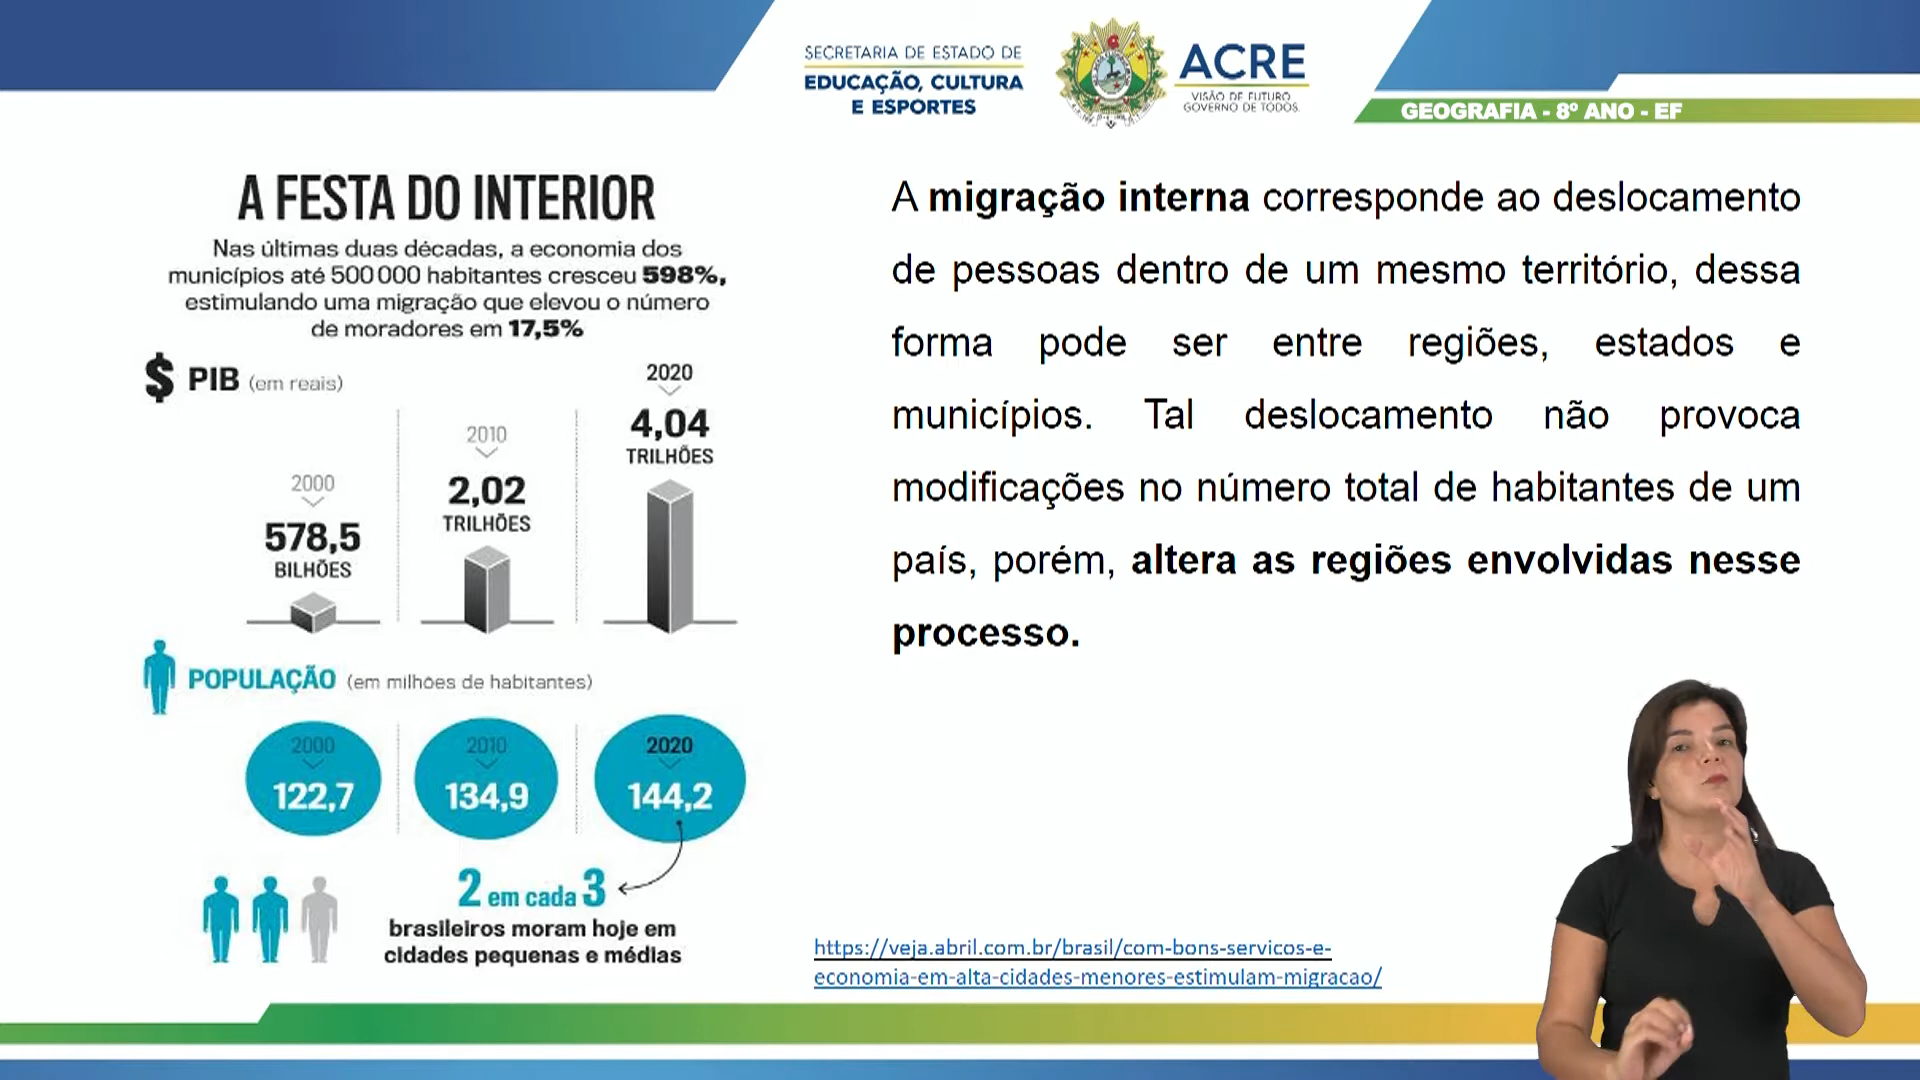 SECRETARIA DE ESTADO DE
EDUCAÇÃO, CULTURA
E ESPORTES
ACRE
VISÃO DE FUTURO
GOVERNO DE TODOS.
GEOGRAFIA - 8º ANO - EF
A FESTA DO INTERIOR
Nas últimas duas décadas, a economia dos
municípios até 500 000 habitantes cresceu 598%,
estimulando uma migração que elevou o número
de moradores em 17,5%
$ PIB (em reais)
2000
578,5
BILHÕES
2010
2,02
TRILHÕES
2020
4,04
TRILHÕES
POPULAÇÃO (em milhões de habitantes)
2000
122,7
2010
134,9
2020
144,2
2 em cada 3
brasileiros moram hoje em
cidades pequenas e médias
A migração interna corresponde ao deslocamento
de pessoas dentro de um mesmo território, dessa
forma pode ser entre regiões, estados e
municípios. Tal deslocamento não provoca
modificações no número total de habitantes de um
país, porém, altera as regiões envolvidas nesse
processo.
https://veja.abril.com.br/brasil/com-bons-servicos-e-
economia-em-alta-cidades-menores-estimulam-migracao/